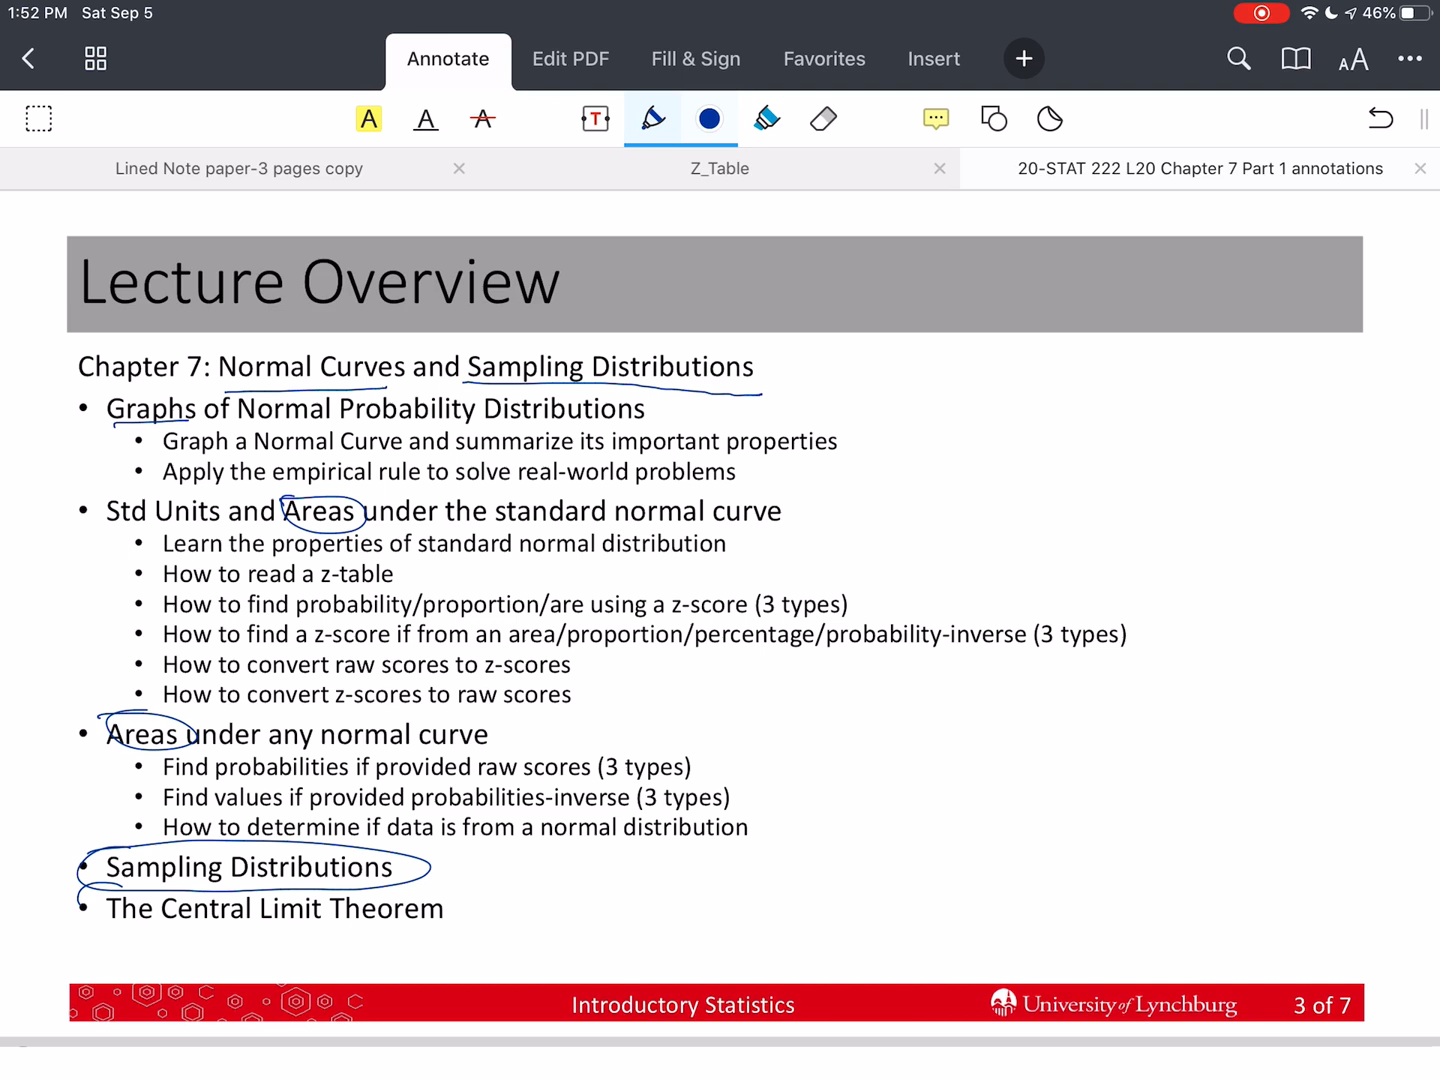 1:52 PM Sat Sep 5 46%
Annotate Edit PDF Fill & Sign Favorites Insert + AA
A A A T
Lined Note paper-3 pages copy Z_Table 20-STAT 222 L20 Chapter 7 Part 1 annotations
Lecture Overview
Chapter 7: Normal Curves and Sampling Distributions
• Graphs of Normal Probability Distributions
• Graph a Normal Curve and summarize its important properties
• Apply the empirical rule to solve real-world problems
• Std Units and Areas under the standard normal curve
• Learn the properties of standard normal distribution
• How to read a z-table
• How to find probability/proportion/are using a z-score (3 types)
• How to find a z-score if from an area/proportion/percentage/probability-inverse (3 types)
• How to convert raw scores to z-scores
• How to convert z-scores to raw scores
• Areas under any normal curve
• Find probabilities if provided raw scores (3 types)
• Find values if provided probabilities-inverse (3 types)
• How to determine if data is from a normal distribution
• Sampling Distributions
• The Central Limit Theorem
Introductory Statistics University of Lynchburg 3 of 7